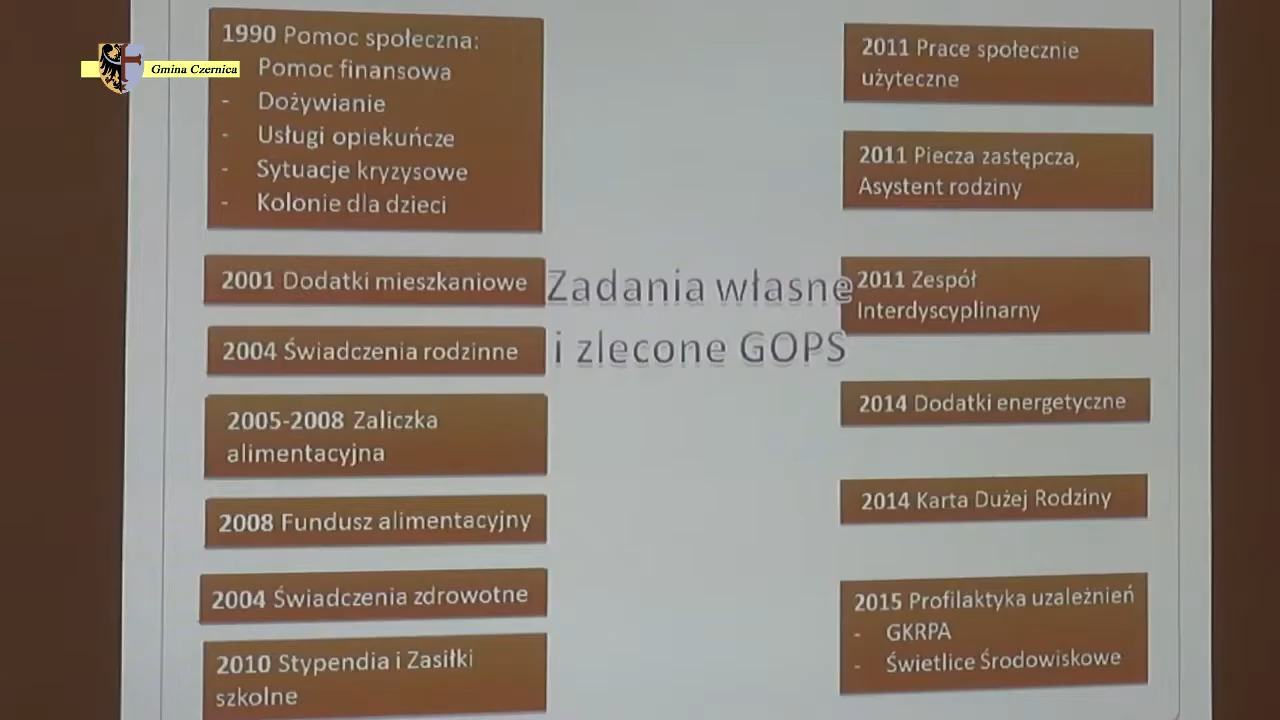 Gmina Czernica
1990 Pomoc społeczna:
Pomoc finansowa
- Dożywianie
- Usługi opiekuńcze
- Sytuacje kryzysowe
- Kolonie dla dzieci
2001 Dodatki mieszkaniowe
2004 Świadczenia rodzinne
2005-2008 Zaliczka
alimentacyjna
2008 Fundusz alimentacyjny
2004 Świadczenia zdrowotne
2010 Stypendia i Zasiłki
szkolne
Zadania własne
i zlecone GOPS
2011 Prace społecznie
użyteczne
2011 Piecza zastępcza,
Asystent rodziny
2011 Zespół
Interdyscyplinarny
2014 Dodatki energetyczne
2014 Karta Dużej Rodziny
2015 Profilaktyka uzależnień
- GKRPA
- Świetlice Środowiskowe